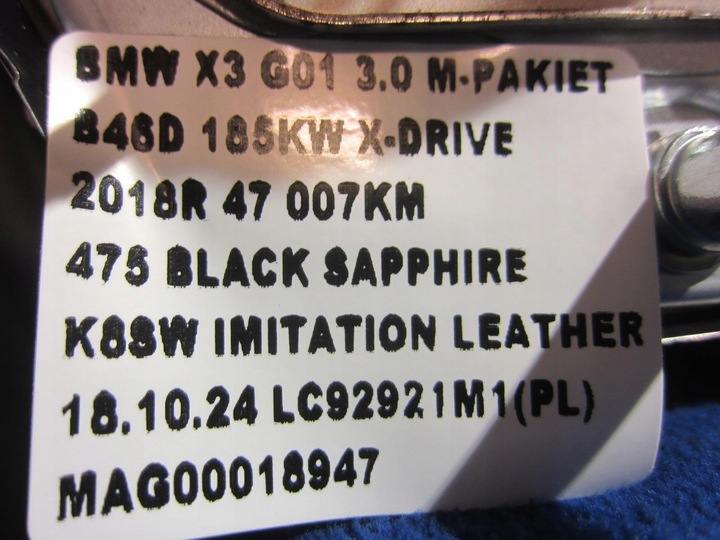 BMW X3 G01 3.0 M-PAKIET
B46D 185KW X-DRIVE
2018R 47 007KM
475 BLACK SAPPHIRE
K8SW IMITATION LEATHER
18.10.24 LC92921M1(PL)
MAG00018947